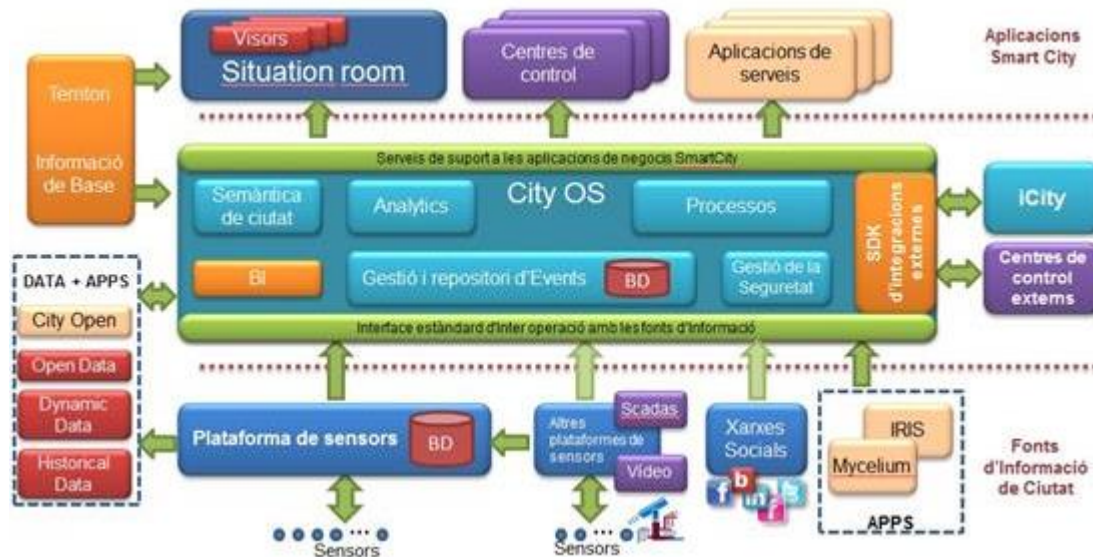 Visors
Situation room
Centres de
control
Aplicacions de
serveis
Aplicacions
Smart City
Territori
Informació
de Base
Serveis de suport a les aplicacions de negocis SmartCity
City OS
Semàntica
de ciutat
Analytics
Processos
BI
Gestió i repositori d'Events
BD
Gestió de la
Seguretat
SDK
d'integracions
externes
iCity
Centres de
control
externs
Interface estàndard d'Inter operació amb les fonts d'Informació
DATA + APPS
City Open
Open Data
Dynamic
Data
Historical
Data
Plataforma de sensors
BD
Altres
plataformes de
sensors
Scadas
Vídeo
Xarxes
Socials
IRIS
Mycelium
APPS
Fonts
d'Informació
de Ciutat
Sensors
Sensors